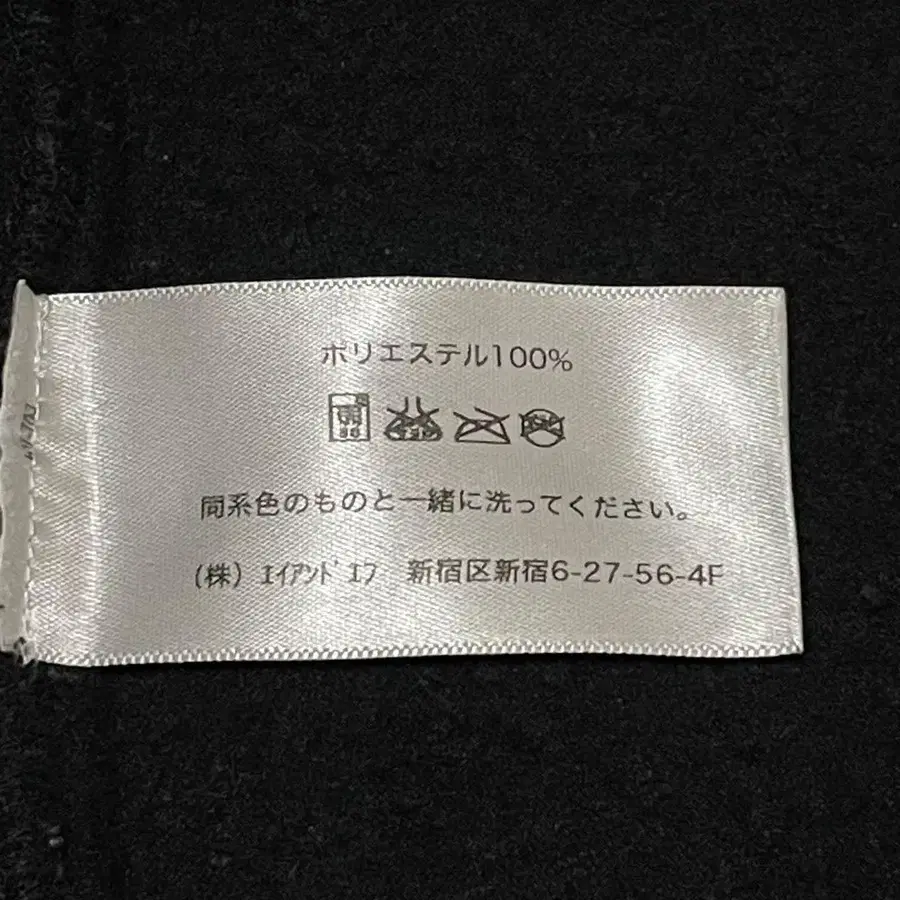 ポリエステル100%
同系色のものと一緒に洗ってください。
(株) ｴｲｱﾝﾄﾞｴﾌ 新宿区新宿6-27-56-4F